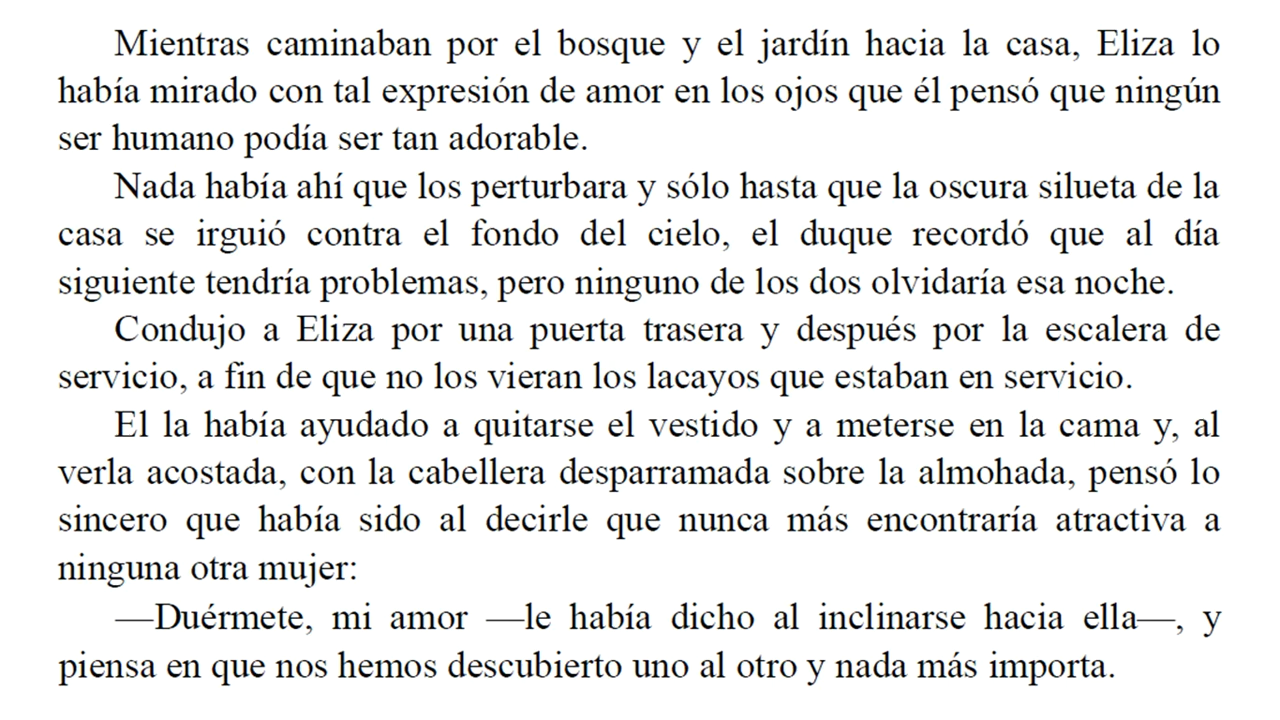 Mientras caminaban por el bosque y el jardín hacia la casa, Eliza lo
había mirado con tal expresión de amor en los ojos que él pensó que ningún
ser humano podía ser tan adorable.
Nada había ahí que los perturbara y sólo hasta que la oscura silueta de la
casa se irguió contra el fondo del cielo, el duque recordó que al día
siguiente tendría problemas, pero ninguno de los dos olvidaría esa noche.
Condujo a Eliza por una puerta trasera y después por la escalera de
servicio, a fin de que no los vieran los lacayos que estaban en servicio.
El la había ayudado a quitarse el vestido y a meterse en la cama y, al
verla acostada, con la cabellera desparramada sobre la almohada, pensó lo
sincero que había sido al decirle que nunca más encontraría atractiva a
ninguna otra mujer:
—Duérmete, mi amor —le había dicho al inclinarse hacia ella—, y
piensa en que nos hemos descubierto uno al otro y nada más importa.